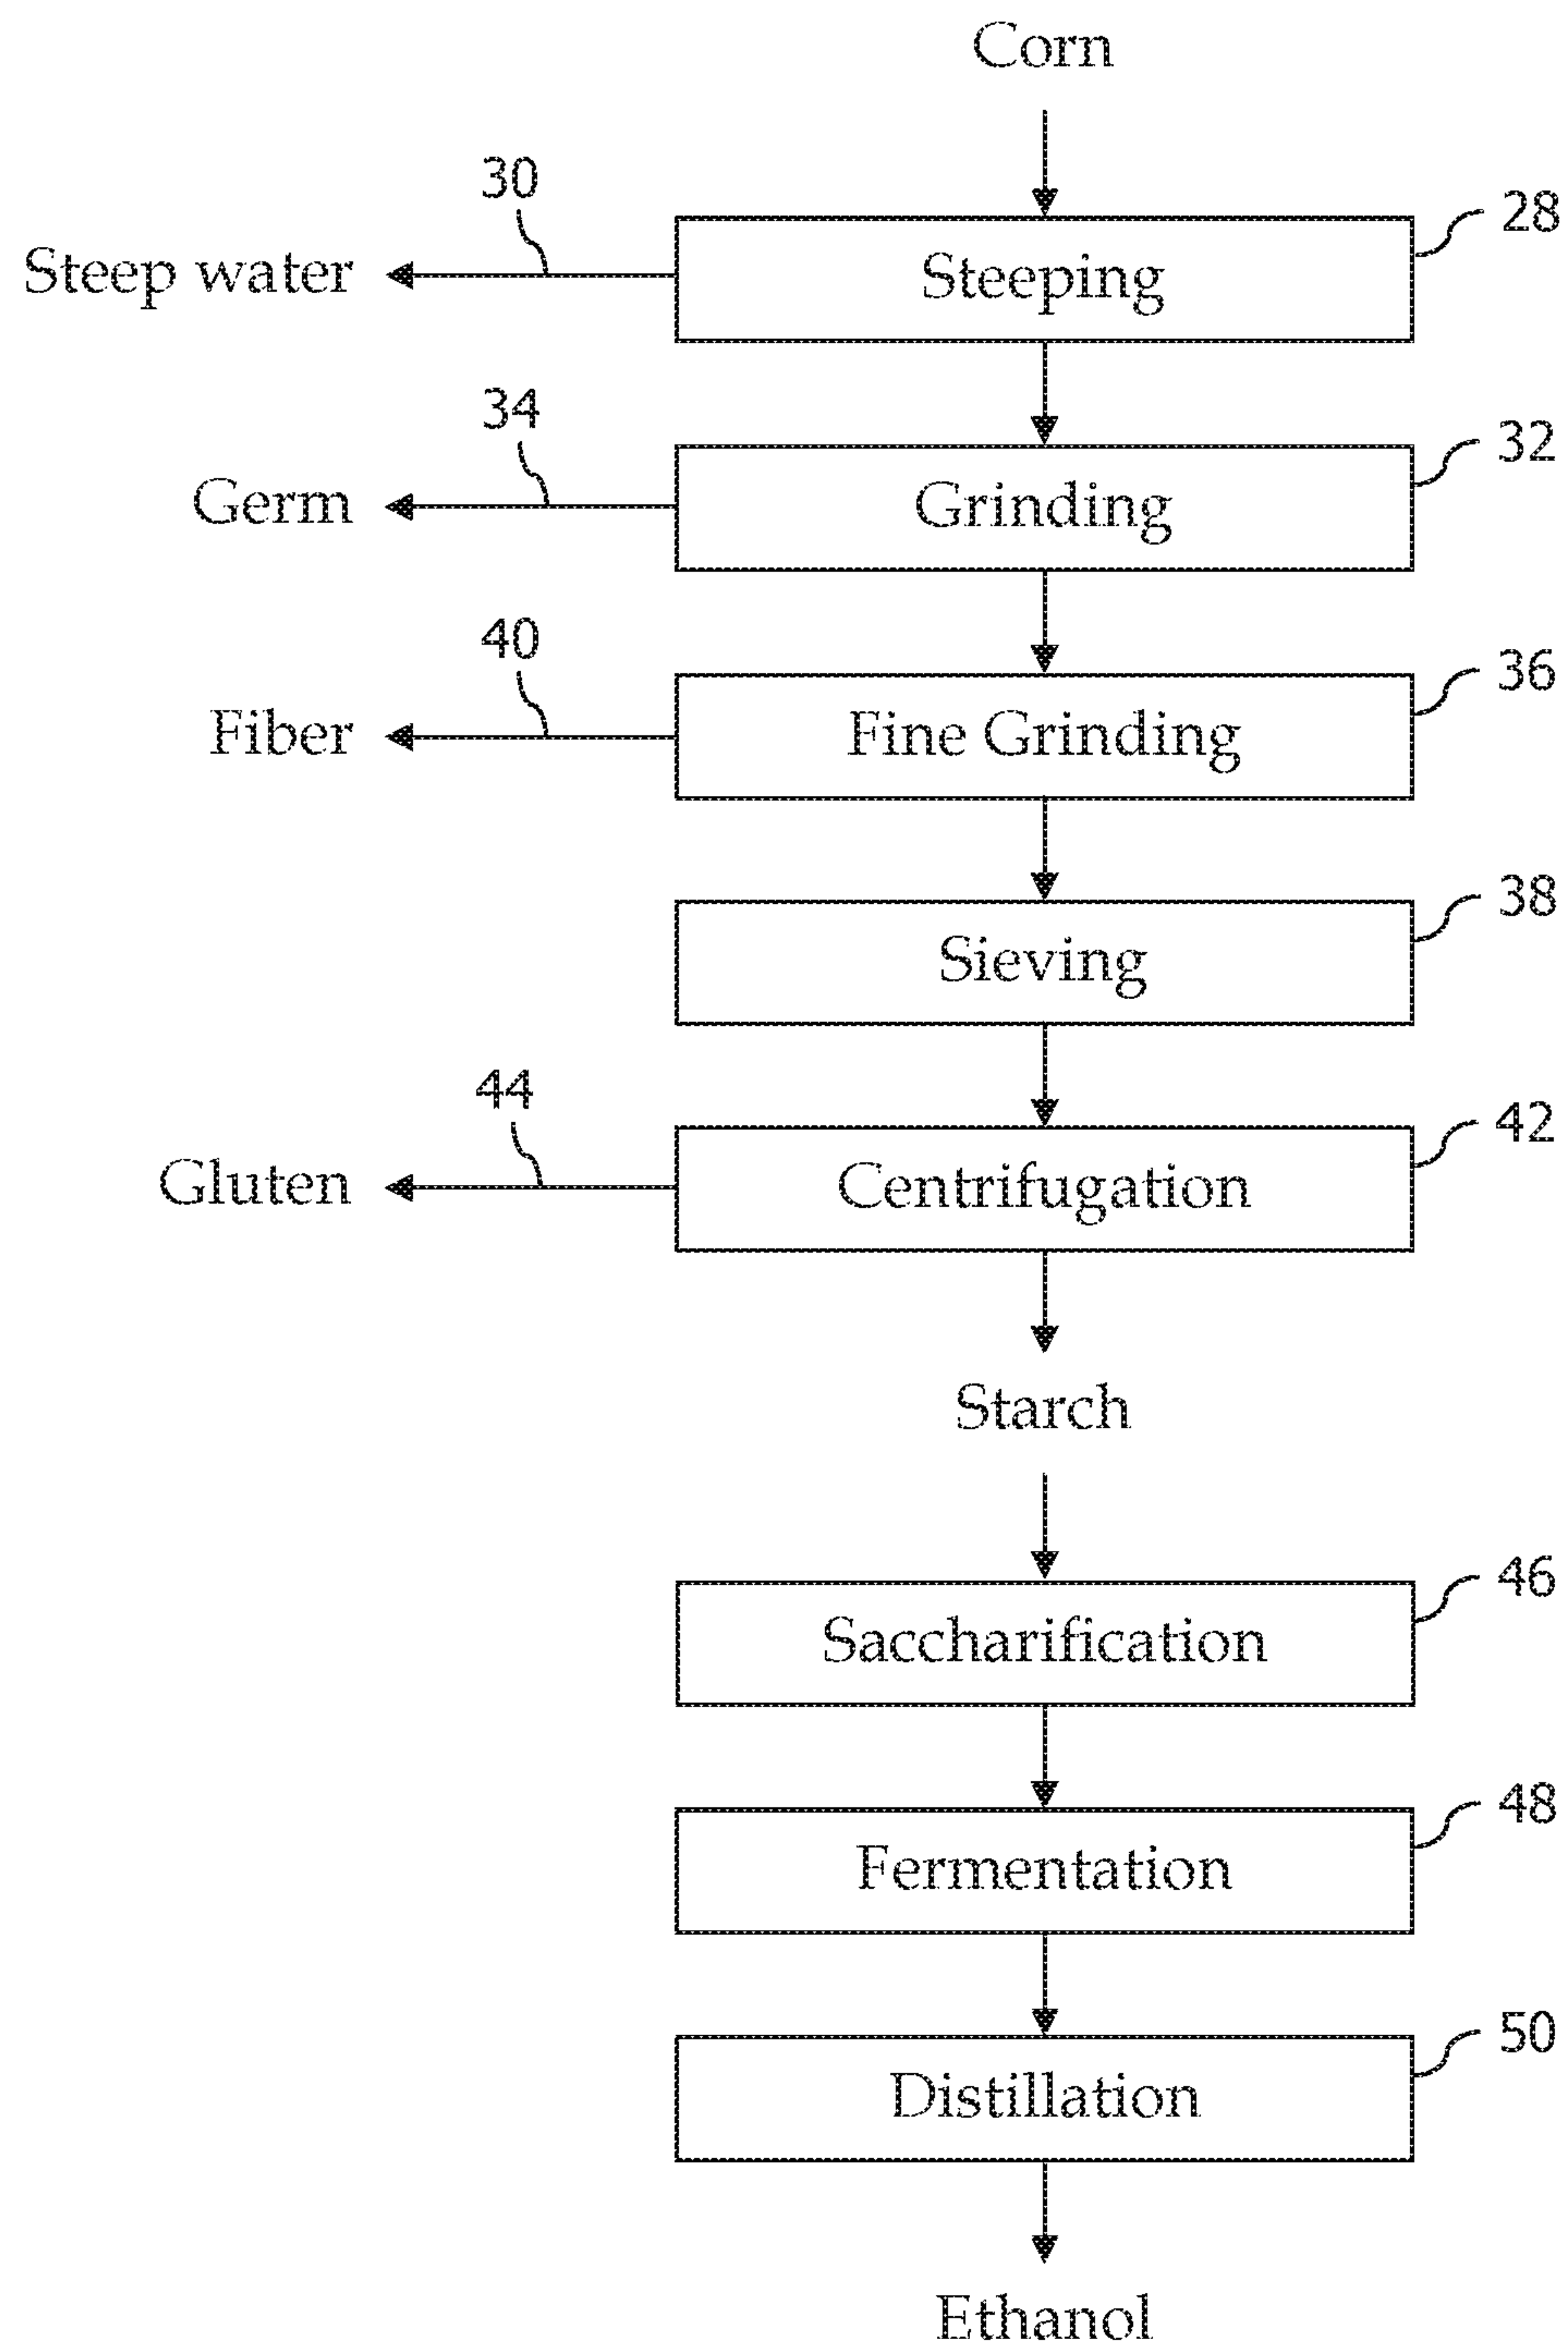 Corn
30
28
Steep water
Steeping
34
32
Germ
Grinding
40
36
Fiber
Fine Grinding
38
Sieving
44
42
Gluten
Centrifugation
Starch
46
Saccharification
48
Fermentation
50
Distillation
Ethanol